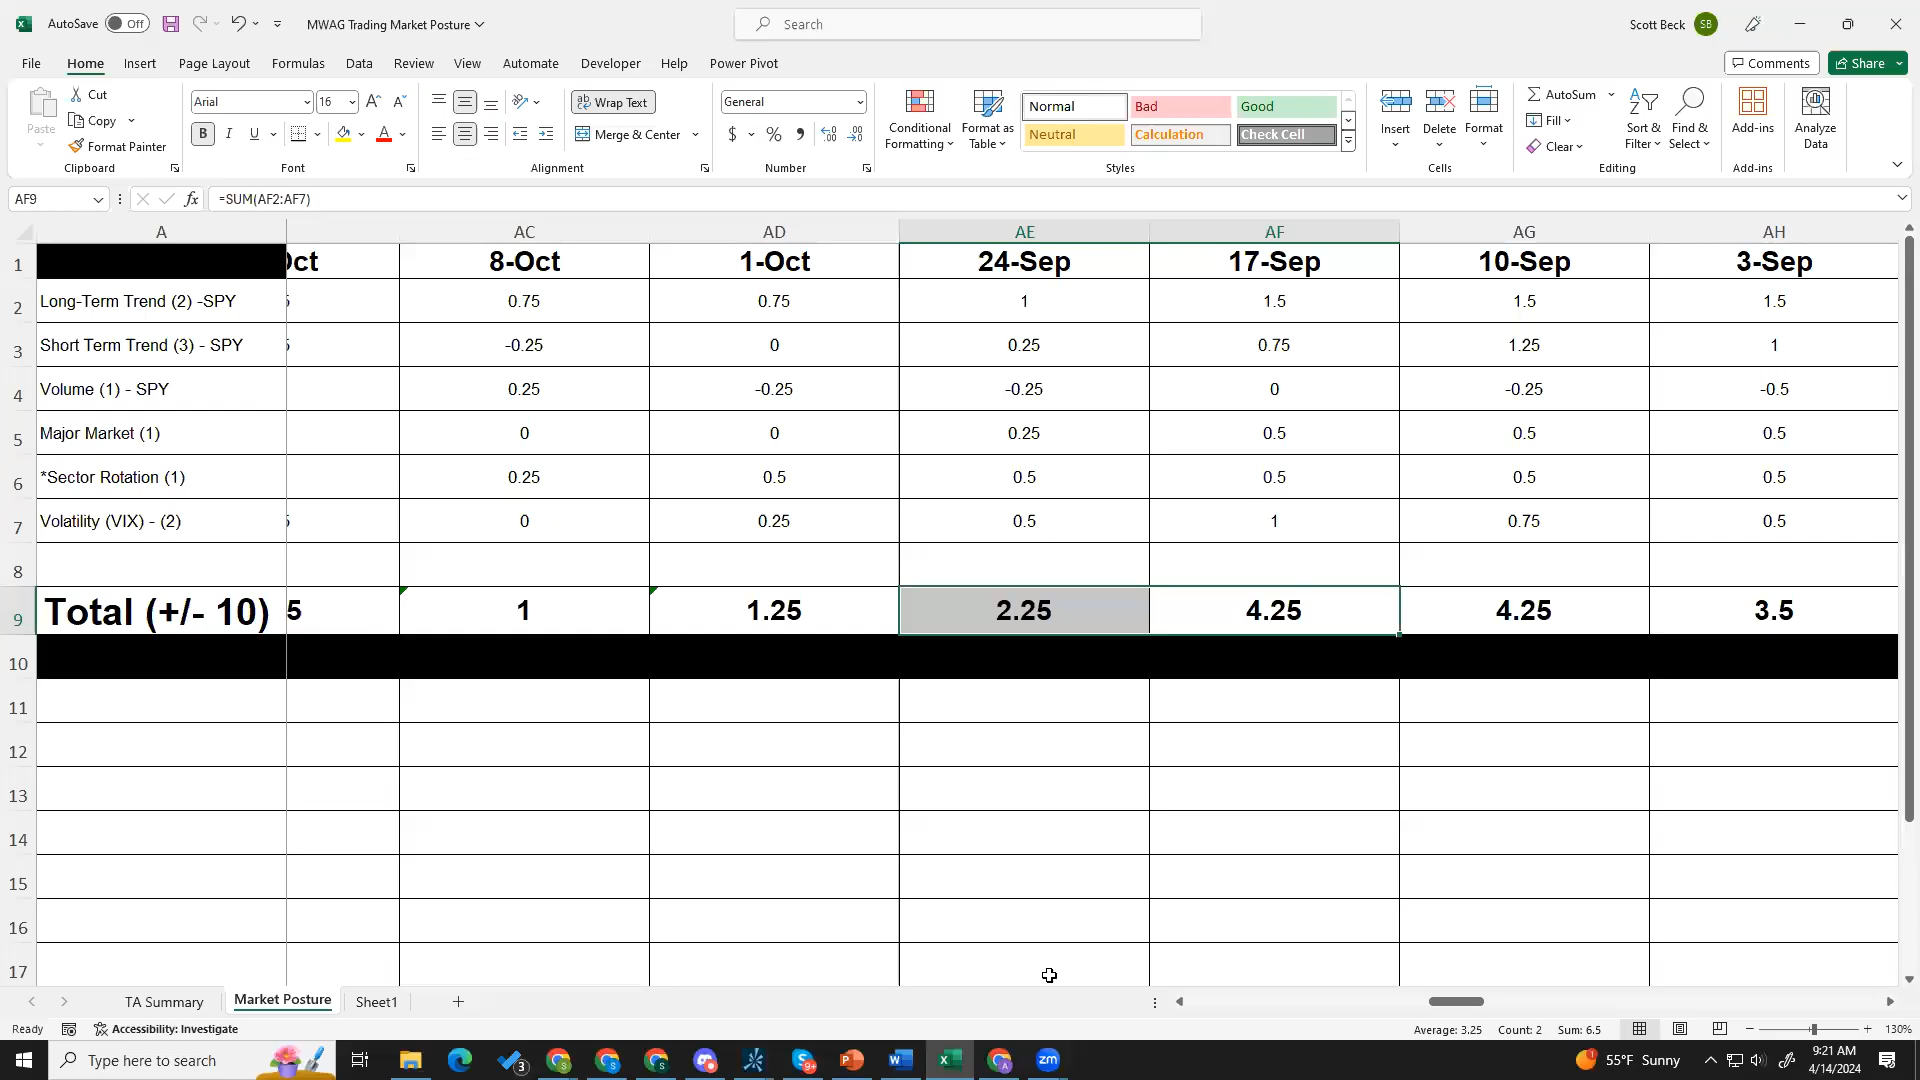 AutoSave Off MWAG Trading Market Posture Search Scott Beck SB
File Home Insert Page Layout Formulas Data Review View Automate Developer Help Power Pivot Comments Share
Paste Cut Copy Format Painter Clipboard
Arial 16 A A B I U A Font
ab Wrap Text Merge & Center Alignment
General $ % , Number
Conditional Formatting Format as Table
Normal Bad Good
Neutral Calculation Check Cell
Styles
Insert Delete Format Cells
AutoSum Fill Clear Sort & Filter Find & Select Editing
Add-ins Add-ins
Analyze Data
AF9 fx =SUM(AF2:AF7)
A AC AD AE AF AG AH
1 Oct 8-Oct 1-Oct 24-Sep 17-Sep 10-Sep 3-Sep
2 Long-Term Trend (2) -SPY 5 0.75 0.75 1 1.5 1.5 1.5
3 Short Term Trend (3) - SPY 5 -0.25 0 0.25 0.75 1.25 1
4 Volume (1) - SPY 0.25 -0.25 -0.25 0 -0.25 -0.5
5 Major Market (1) 0 0 0.25 0.5 0.5 0.5
6 *Sector Rotation (1) 0.25 0.5 0.5 0.5 0.5 0.5
7 Volatility (VIX) - (2) 5 0 0.25 0.5 1 0.75 0.5
8
9 Total (+/- 10) 5 1 1.25 2.25 4.25 4.25 3.5
10
11
12
13
14
15
16
17
TA Summary Market Posture Sheet1
Ready Accessibility: Investigate Average: 3.25 Count: 2 Sum: 6.5 130%
Type here to search 3 9+ zm 55°F Sunny 9:21 AM
4/14/2024